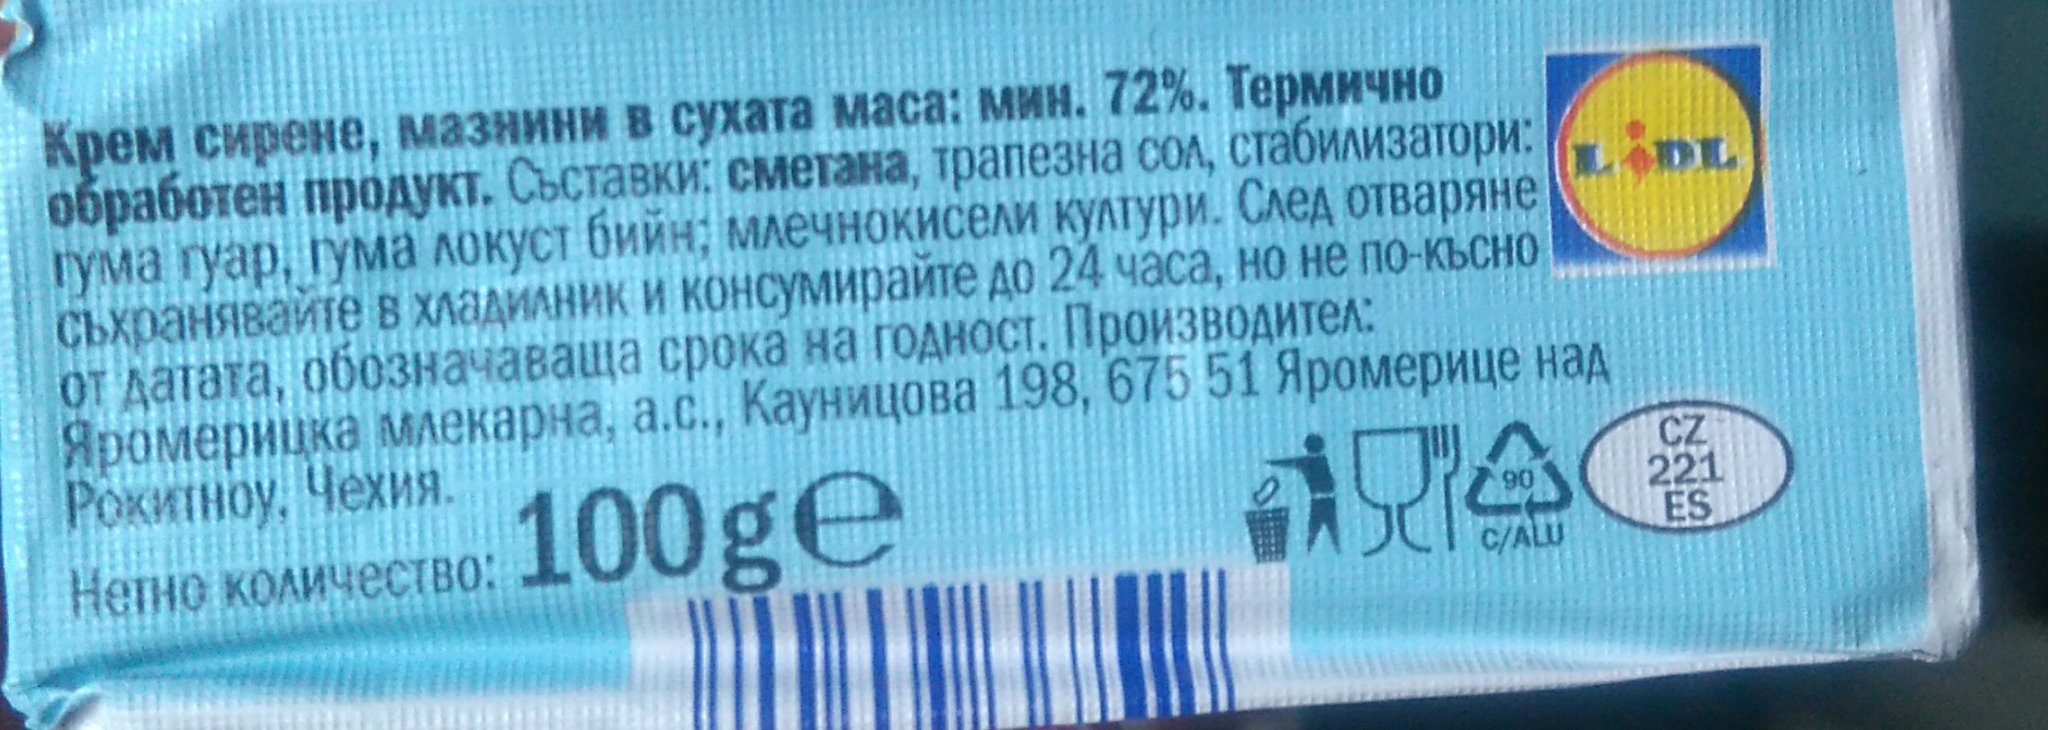 Крем сирене, мазнини в сухата маса: мин. 72%. Термично
обработен продукт. Съставки: сметана, трапезна сол, стабилизатори:
гума гуар, гума локуст бийн; млечнокисели култури. След отваряне
съхранявайте в хладилник и консумирайте до 24 часа, но не по-късно
от датата, обозначаваща срока на годност. Производител:
Яромерицка млекарна, а.с., Кауницова 198, 675 51 Яромерице над
Рокитноу, Чехия.
Нетно количество: 100g e
LIDL
90
C/ALU
CZ
221
ES